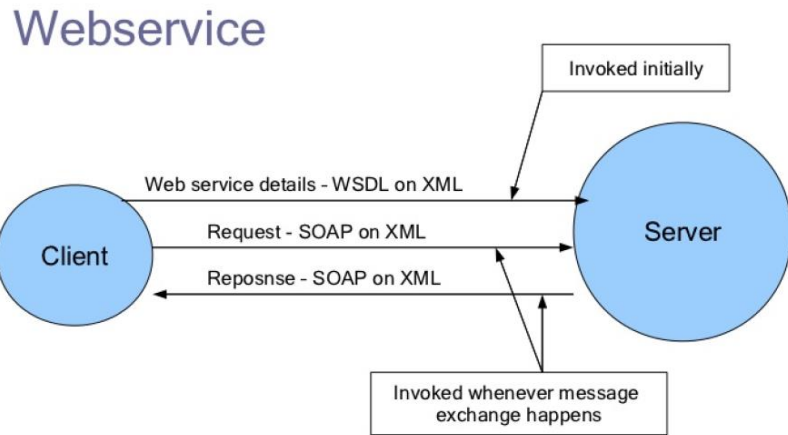 Webservice
Invoked initially
Web service details - WSDL on XML
Request - SOAP on XML
Client
Server
Reposnse - SOAP on XML
Invoked whenever message
exchange happens